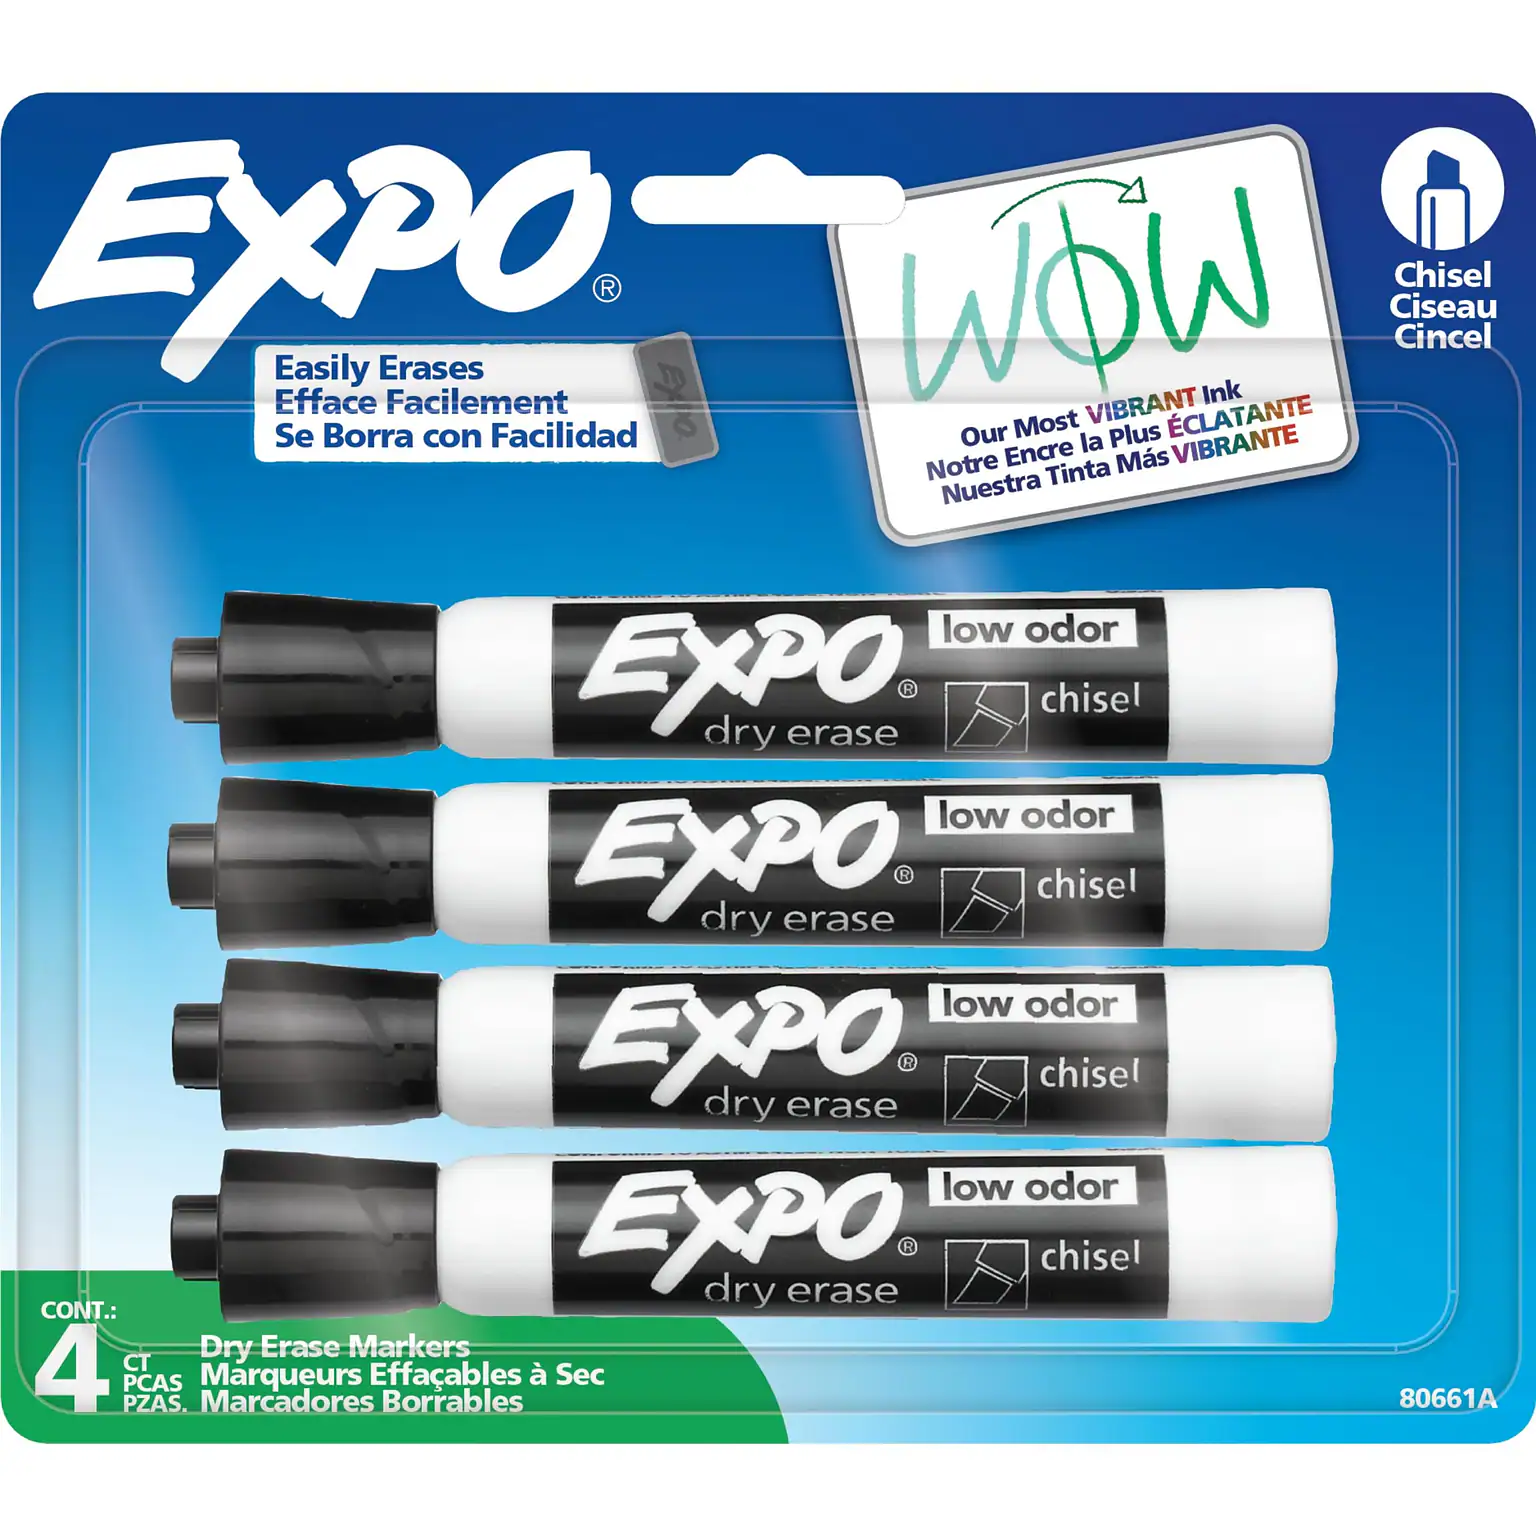 EXPO®
WOW
Chisel
Ciseau
Cincel
Easily Erases
Efface Facilement
Se Borra con Facilidad
EXPO
Our Most VIBRANT Ink
Notre Encre la Plus ÉCLATANTE
Nuestra Tinta Más VIBRANTE
EXPO®
dry erase
low odor
chisel
EXPO®
dry erase
low odor
chisel
EXPO®
dry erase
low odor
chisel
EXPO®
dry erase
low odor
chisel
CONT.:
4 CT
PCAS
PZAS.
Dry Erase Markers
Marqueurs Effaçables à Sec
Marcadores Borrables
80661A